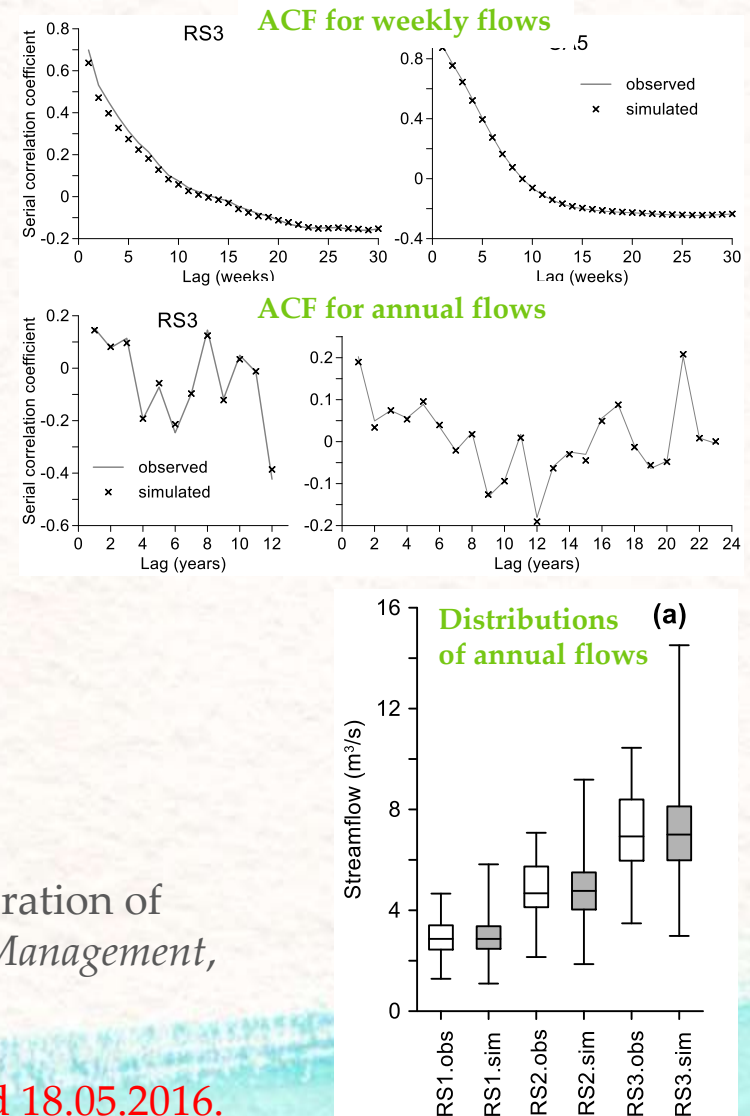 ACF for weekly flows
RS3
0.8
0.6
0.4
0.2
0
-0.2
Serial correlation coefficient
0 5 10 15 20 25 30
Lag (weeks)
observed
simulated
0.8
0.4
0
-0.4
0 5 10 15 20 25 30
Lag (weeks)
ACF for annual flows
RS3
0.2
0
-0.2
-0.4
-0.6
Serial correlation coefficient
observed
simulated
0 2 4 6 8 10 12
Lag (years)
0.2
0.1
0
-0.1
-0.2
0 2 4 6 8 10 12 14 16 18 20 22 24
Lag (years)
Distributions (a)
of annual flows
16
12
8
4
0
Streamflow (m³/s)
RS1.obs
RS1.sim
RS2.obs
RS2.sim
RS3.obs
RS3.sim
ration of
Management,
18.05.2016.